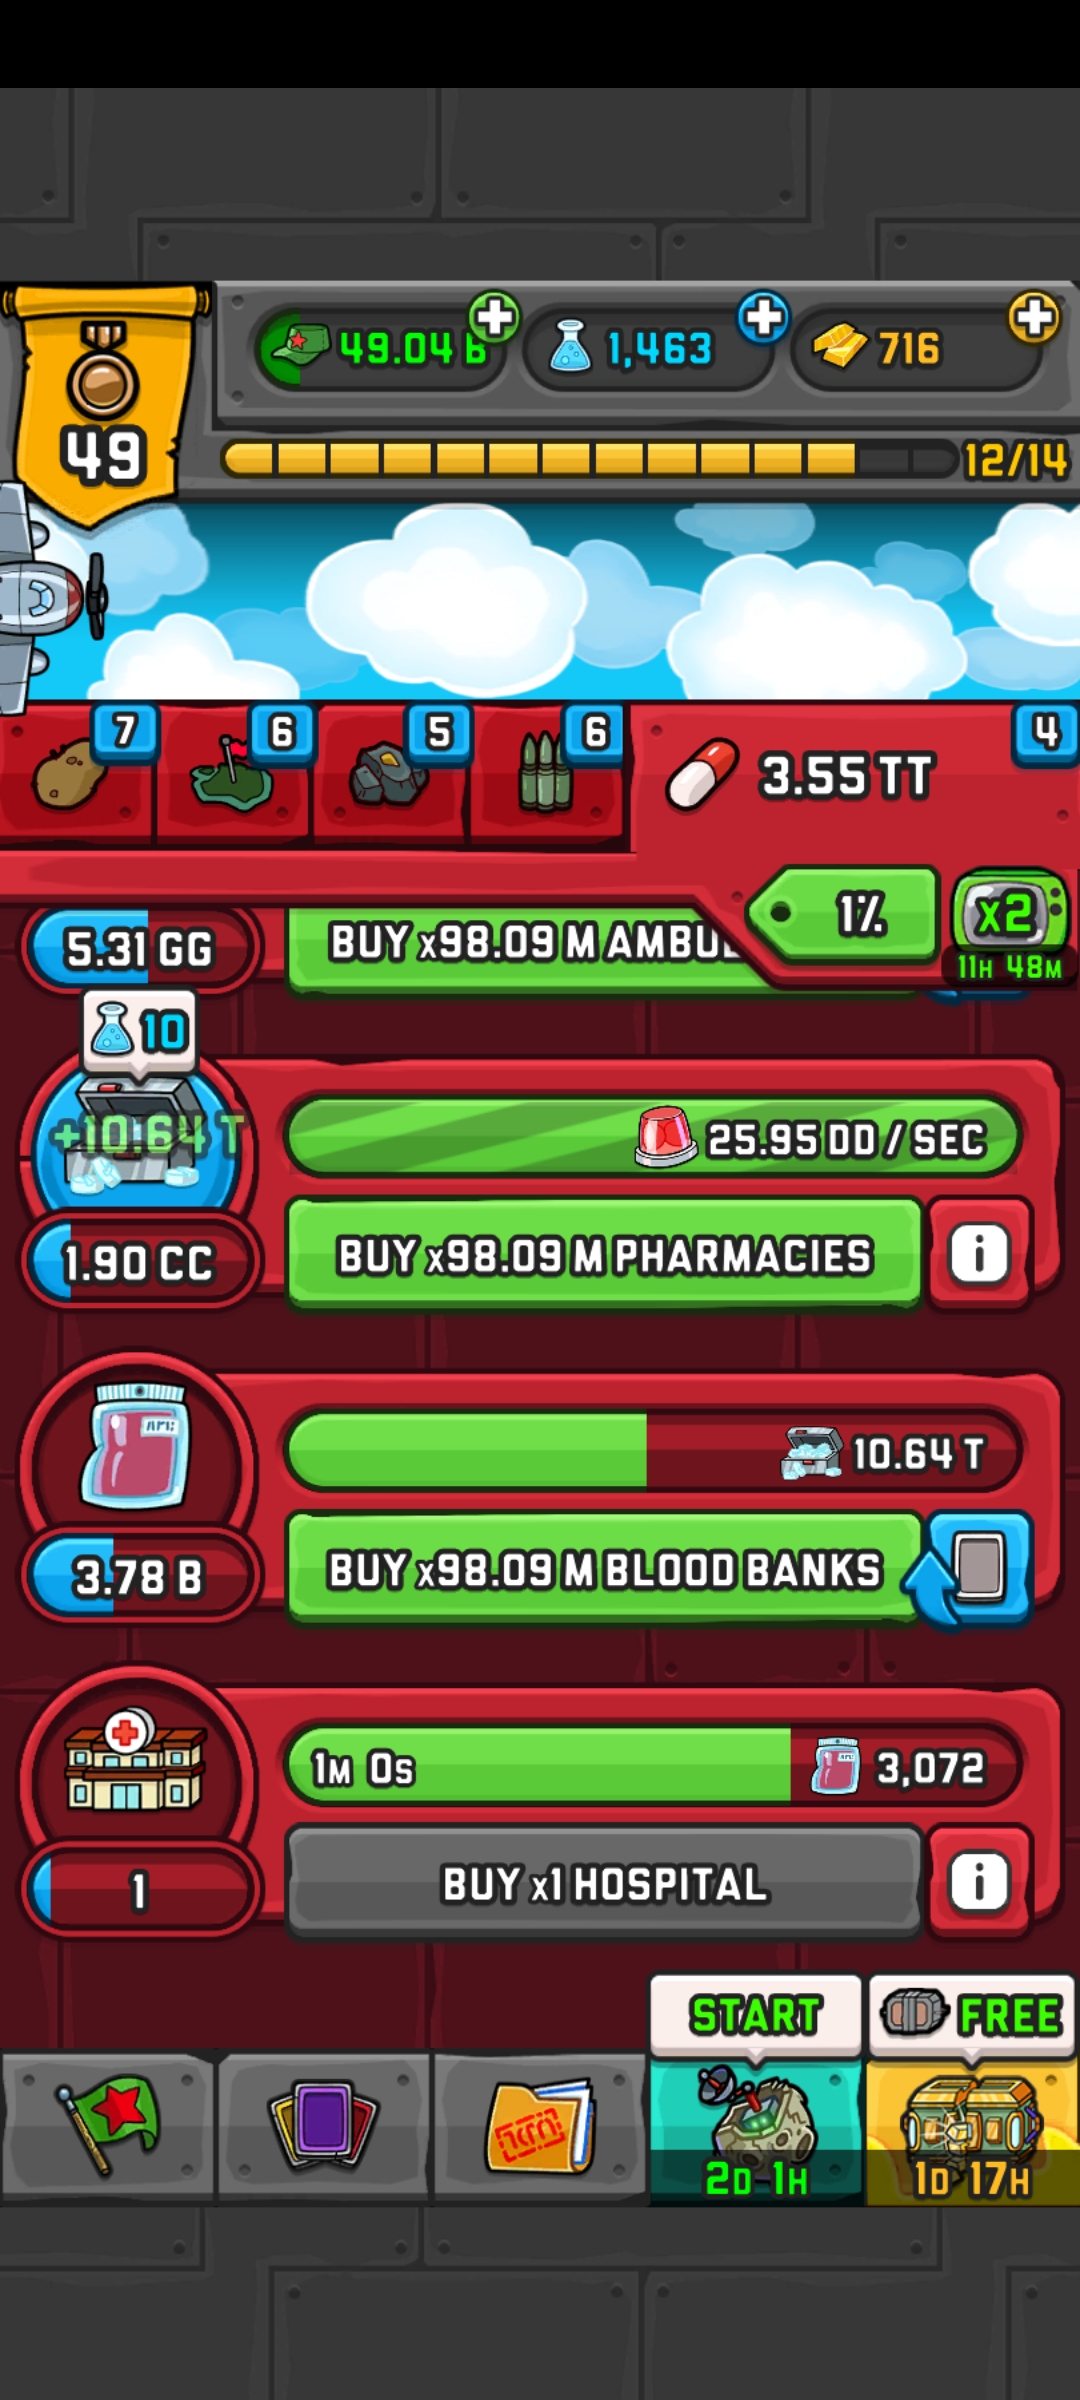 49.04 B
1,463
716
49
12/14
7
6
5
6
4
3.55 TT
1%
X2
11H 48M
5.31 GG
BUY x98.09 M AMBUL
10
+10.64 T
25.95 DD / SEC
1.90 CC
BUY x98.09 M PHARMACIES
i
10.64 T
3.78 B
BUY x98.09 M BLOOD BANKS
1M 0S
3,072
1
BUY x1 HOSPITAL
i
START
FREE
2D 1H
1D 17H